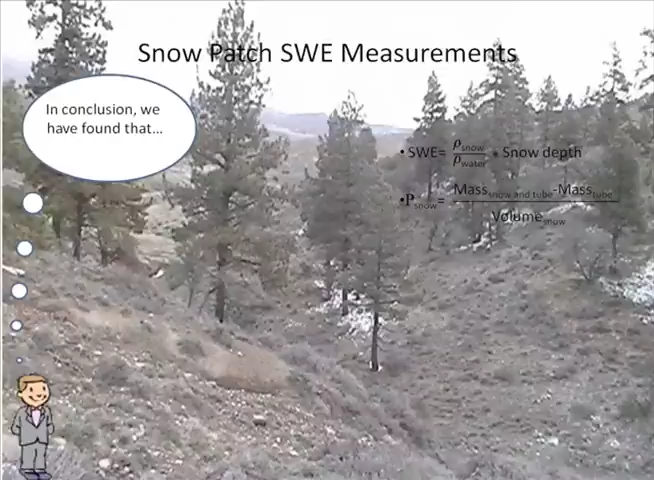 Snow Patch SWE Measurements
In conclusion, we
have found that...
• SWE= ρsnow/ρwater * Snow depth
• Psnow= Masssnow and tube-Masstube/Volumesnow